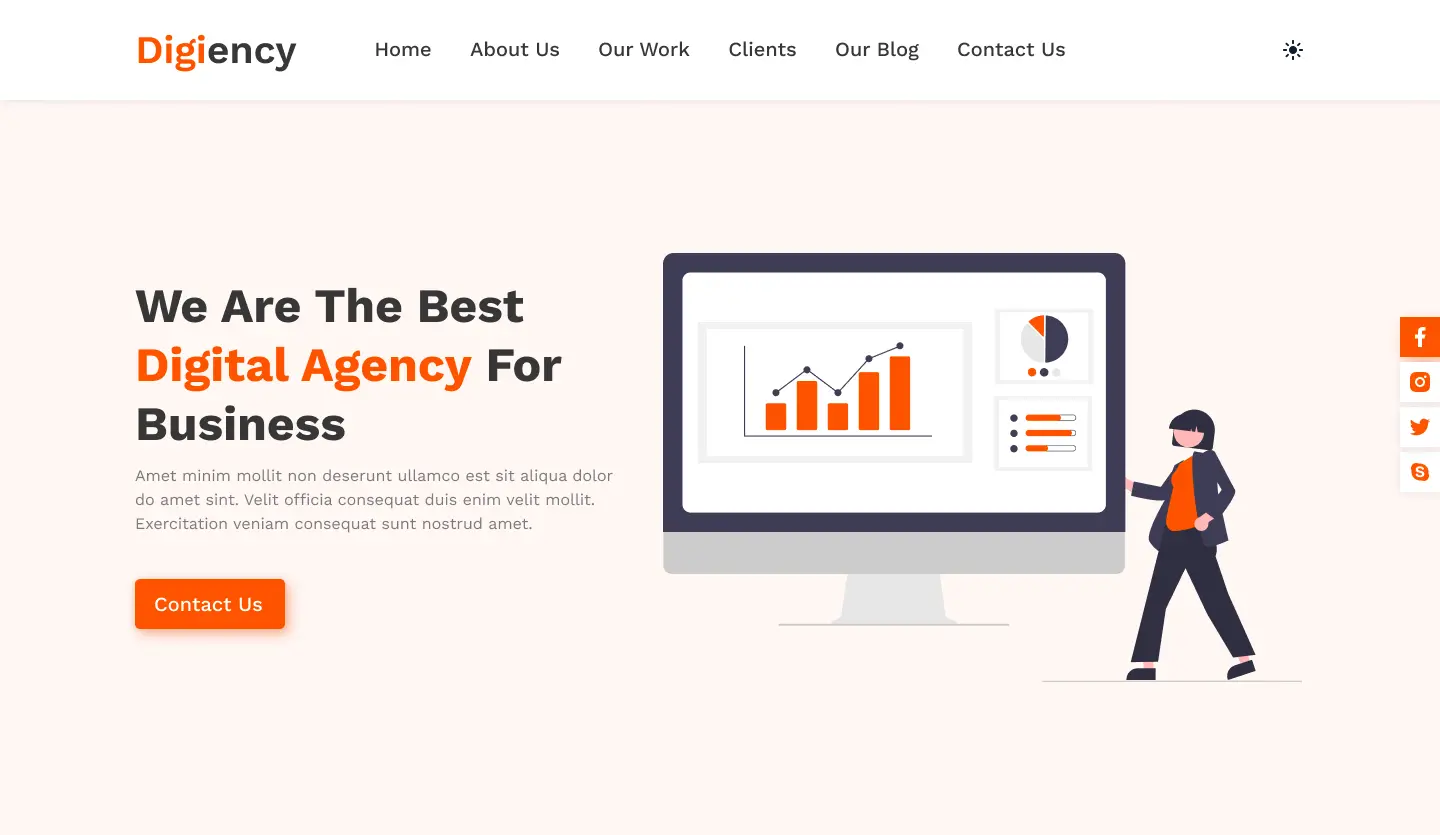 Digiency
Home
About Us
Our Work
Clients
Our Blog
Contact Us
We Are The Best
Digital Agency For
Business
Amet minim mollit non deserunt ullamco est sit aliqua dolor
do amet sint. Velit officia consequat duis enim velit mollit.
Exercitation veniam consequat sunt nostrud amet.
Contact Us